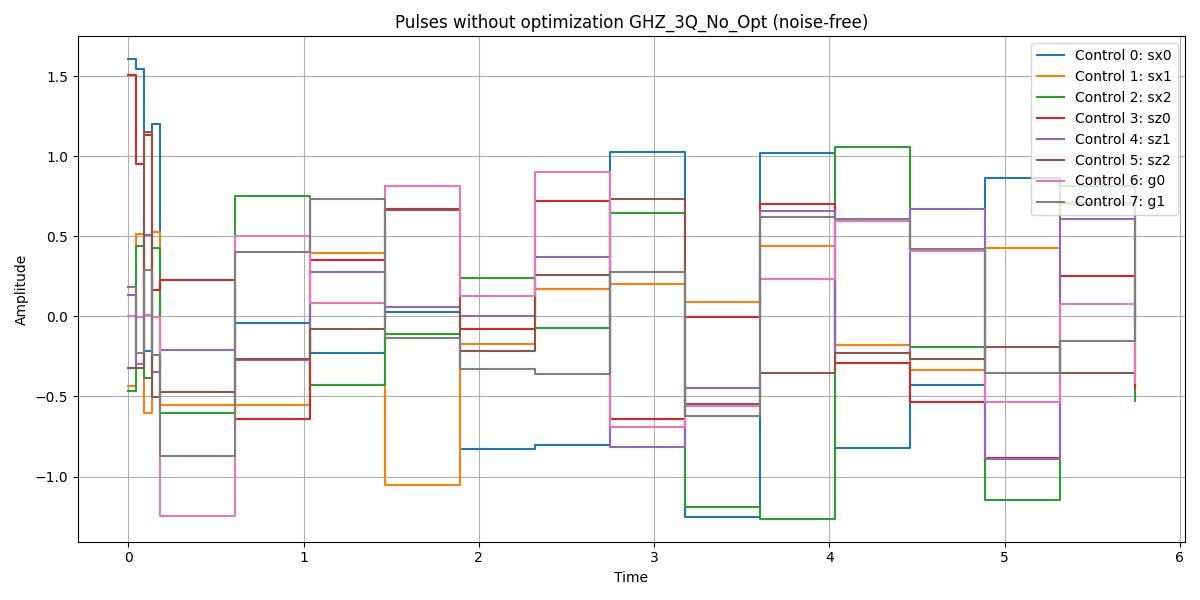 Pulses without optimization GHZ_3Q_No_Opt (noise-free)
Control 0: sx0
Control 1: sx1
Control 2: sx2
Control 3: sz0
Control 4: sz1
Control 5: sz2
Control 6: g0
Control 7: g1
Amplitude
1.5
1.0
0.5
0.0
−0.5
−1.0
0 1 2 3 4 5 6
Time